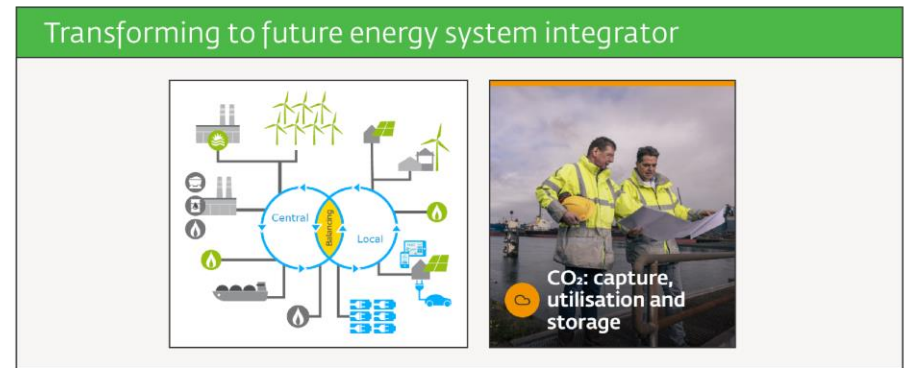 Transforming to future energy system integrator
Central
Balancing
Local
CO₂: capture,
utilisation and
storage